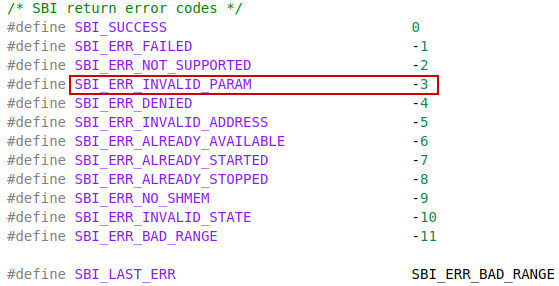 /* SBI return error codes */
#define SBI_SUCCESS 0
#define SBI_ERR_FAILED -1
#define SBI_ERR_NOT_SUPPORTED -2
#define SBI_ERR_INVALID_PARAM -3
#define SBI_ERR_DENIED -4
#define SBI_ERR_INVALID_ADDRESS -5
#define SBI_ERR_ALREADY_AVAILABLE -6
#define SBI_ERR_ALREADY_STARTED -7
#define SBI_ERR_ALREADY_STOPPED -8
#define SBI_ERR_NO_SHMEM -9
#define SBI_ERR_INVALID_STATE -10
#define SBI_ERR_BAD_RANGE -11
#define SBI_LAST_ERR SBI_ERR_BAD_RANGE